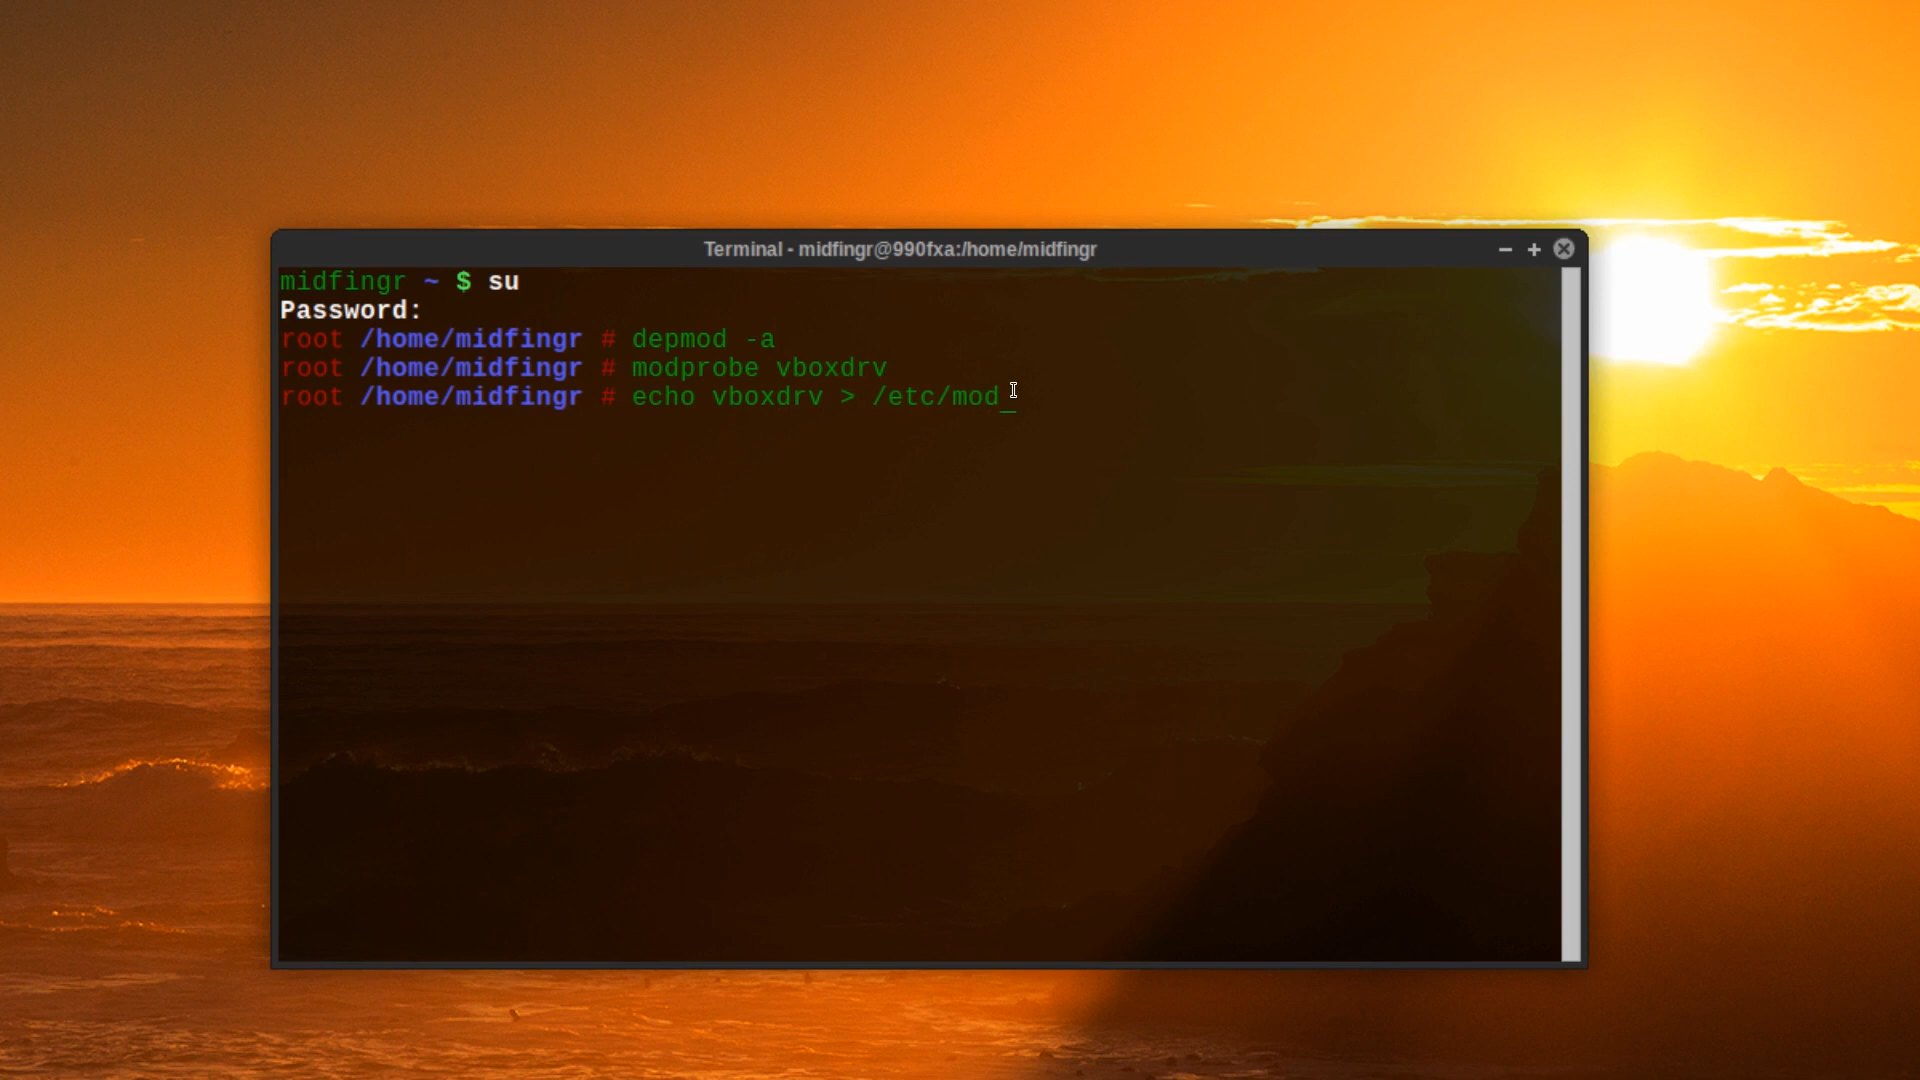 Terminal - midfingr@990fxa:/home/midfingr
midfingr ~ $ su
Password:
root /home/midfingr # depmod -a
root /home/midfingr # modprobe vboxdrv
root /home/midfingr # echo vboxdrv > /etc/mod_